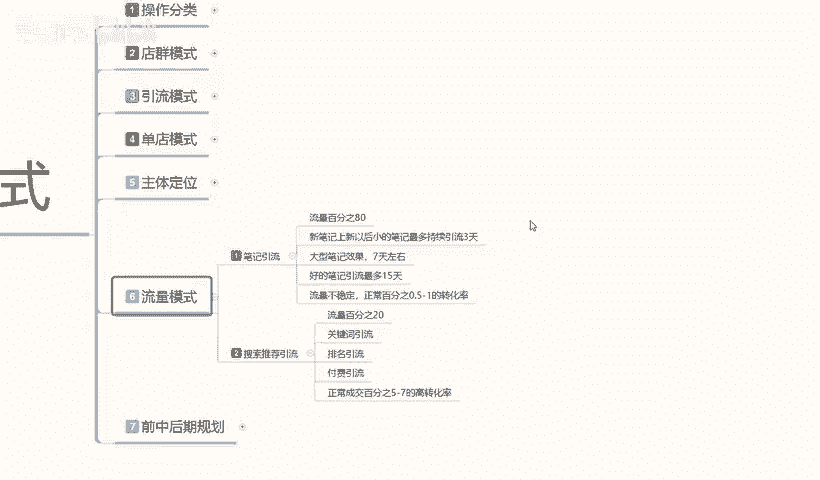 1 操作分类
2 店群模式
3 引流模式
4 单店模式
式
5 主体定位
流量百分之80
新笔记上新以后小的笔记最多持续引流3天
1 笔记引流
大型笔记效果，7天左右
好的笔记引流最多15天
6 流量模式
流量不稳定，正常百分之0.5-1的转化率
流量百分之20
关键词引流
2 搜索推荐引流
排名引流
付费引流
正常成交百分之5-7的高转化率
7 前中后期规划